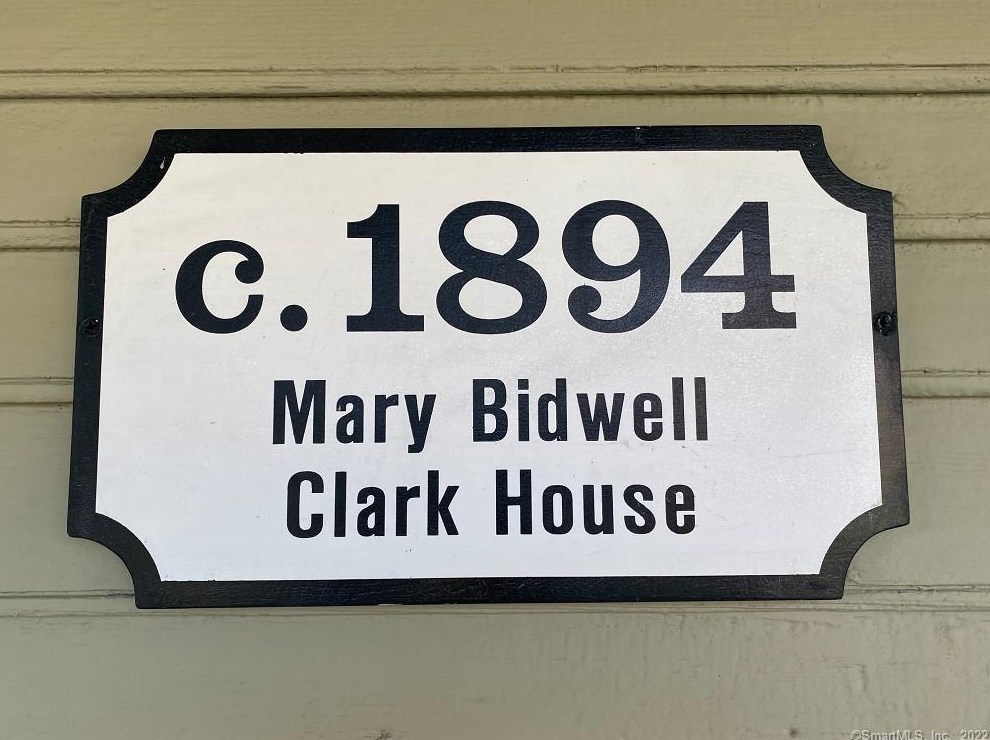 c.1894
Mary Bidwell
Clark House
©SmartMLS, Inc. 2022